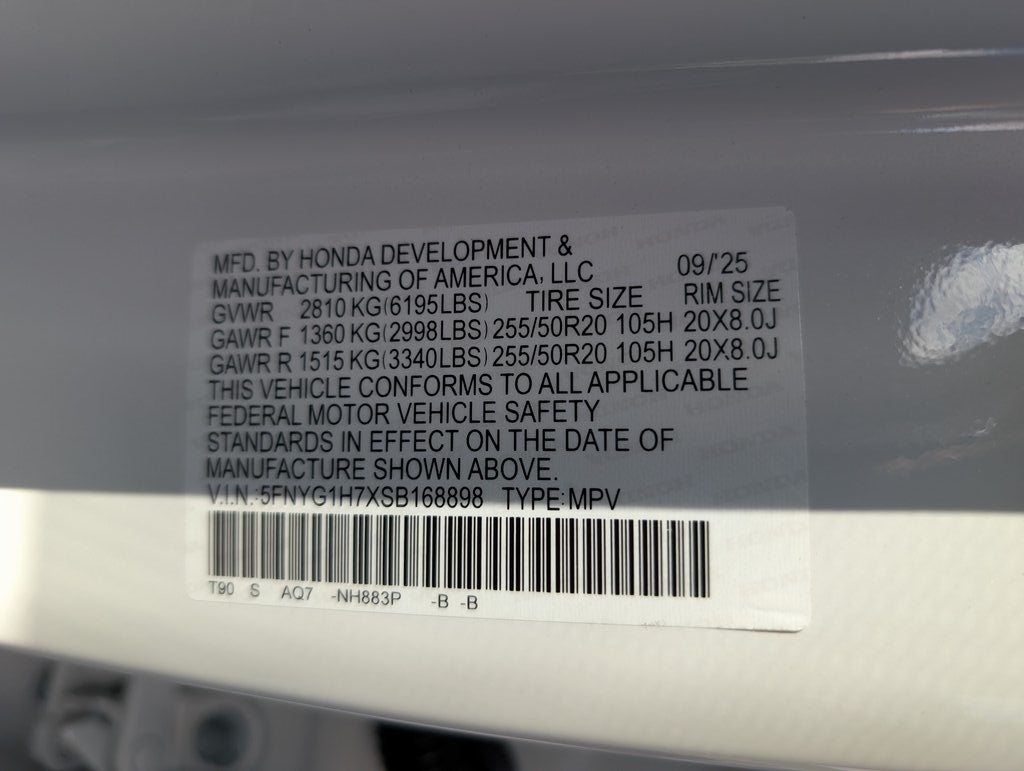 MFD. BY HONDA DEVELOPMENT &
MANUFACTURING OF AMERICA, LLC 09/'25
GVWR 2810 KG(6195LBS) TIRE SIZE RIM SIZE
GAWR F 1360 KG(2998LBS) 255/50R20 105H 20X8.0J
GAWR R 1515 KG(3340LBS) 255/50R20 105H 20X8.0J
THIS VEHICLE CONFORMS TO ALL APPLICABLE
FEDERAL MOTOR VEHICLE SAFETY
STANDARDS IN EFFECT ON THE DATE OF
MANUFACTURE SHOWN ABOVE.
V.I.N.:5FNYG1H7XSB168898 TYPE:MPV
T90 S AQ7 -NH883P -B -B